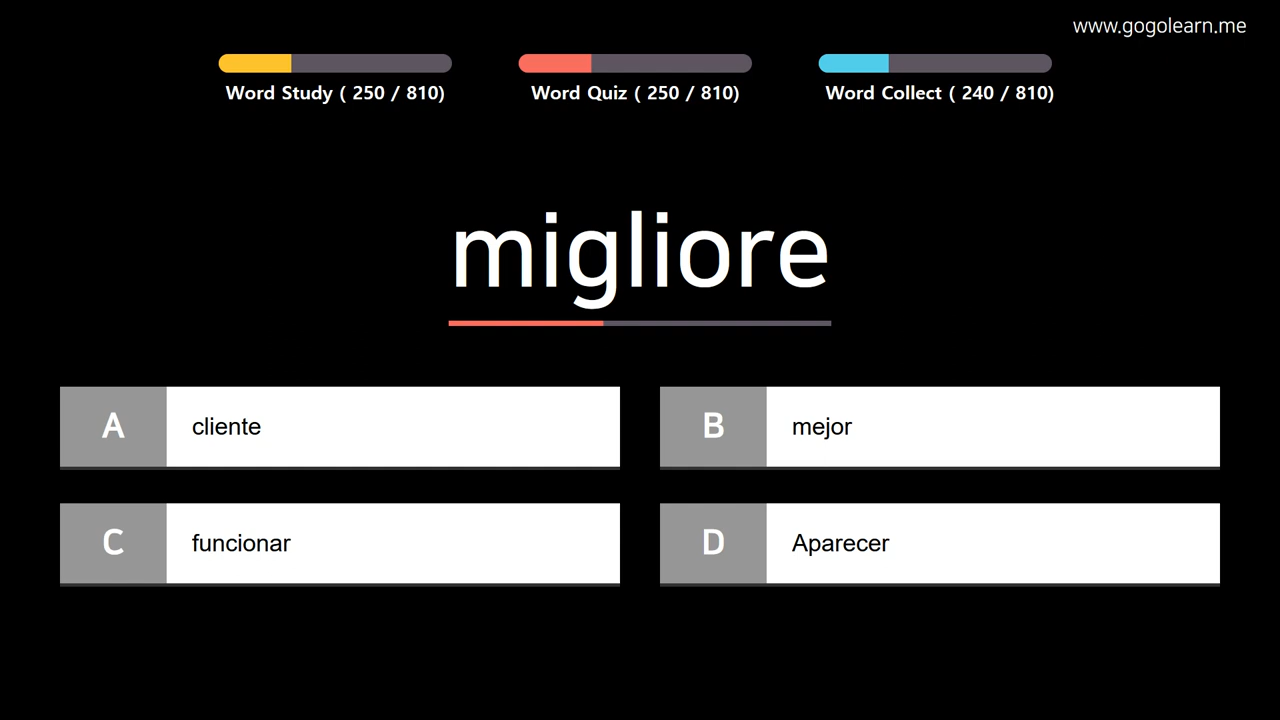 www.gogolearn.me
Word Study ( 250 / 810)
Word Quiz ( 250 / 810)
Word Collect ( 240 / 810)
migliore
A cliente
B mejor
C funcionar
D Aparecer